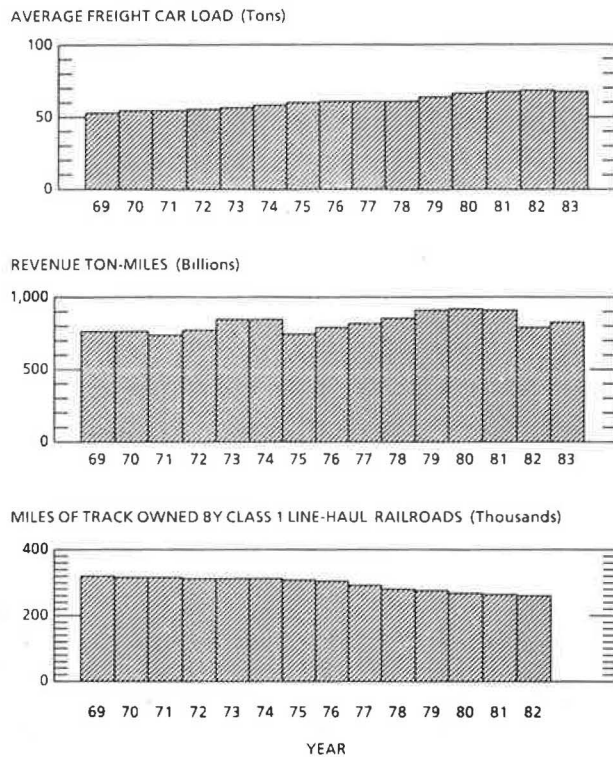 AVERAGE FREIGHT CAR LOAD (Tons)
100
50
0
69 70 71 72 73 74 75 76 77 78 79 80 81 82 83
REVENUE TON-MILES (Billions)
1,000
500
0
69 70 71 72 73 74 75 76 77 78 79 80 81 82 83
MILES OF TRACK OWNED BY CLASS 1 LINE-HAUL RAILROADS (Thousands)
400
200
0
69 70 71 72 73 74 75 76 77 78 79 80 81 82
YEAR